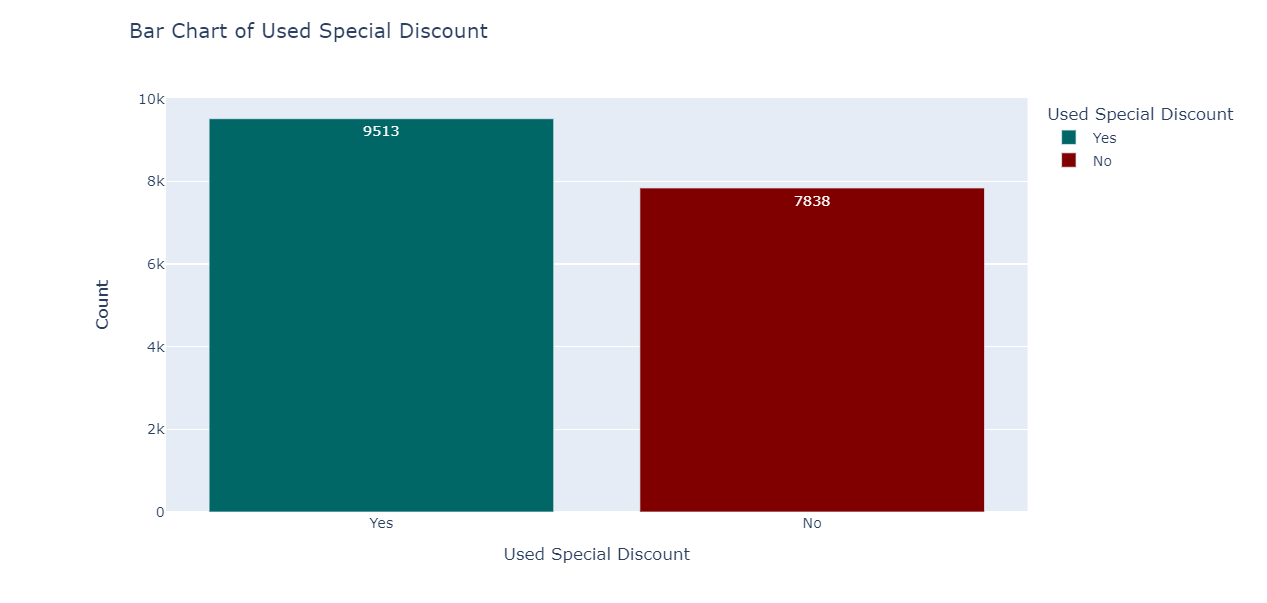 Bar Chart of Used Special Discount
10k
8k
6k
4k
2k
0
Count
9513
7838
Yes
No
Used Special Discount
Used Special Discount
Yes
No